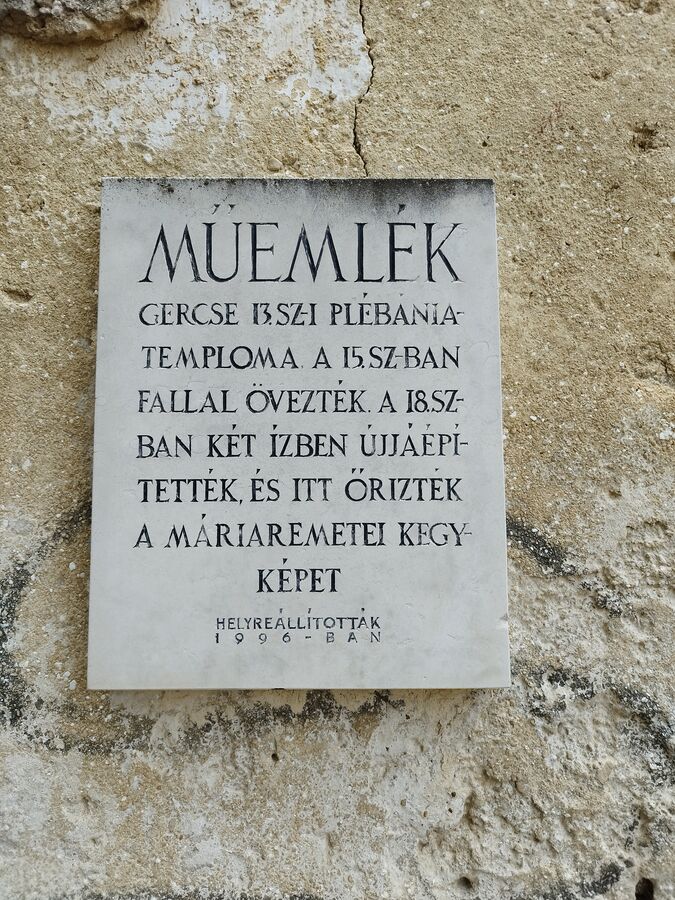 MŰEMLÉK
GERCSE 13.SZ-I PLÉBÁNIA-
TEMPLOMA. A 15.SZ-BAN
FALLAL ÖVEZTÉK. A 18.SZ-
BAN KÉT ÍZBEN ÚJJÁÉPÍ-
TETTÉK, ÉS ITT ŐRIZTÉK
A MÁRIAREMETEI KEGY-
KÉPET
HELYREÁLLÍTOTTÁK
1996-BAN